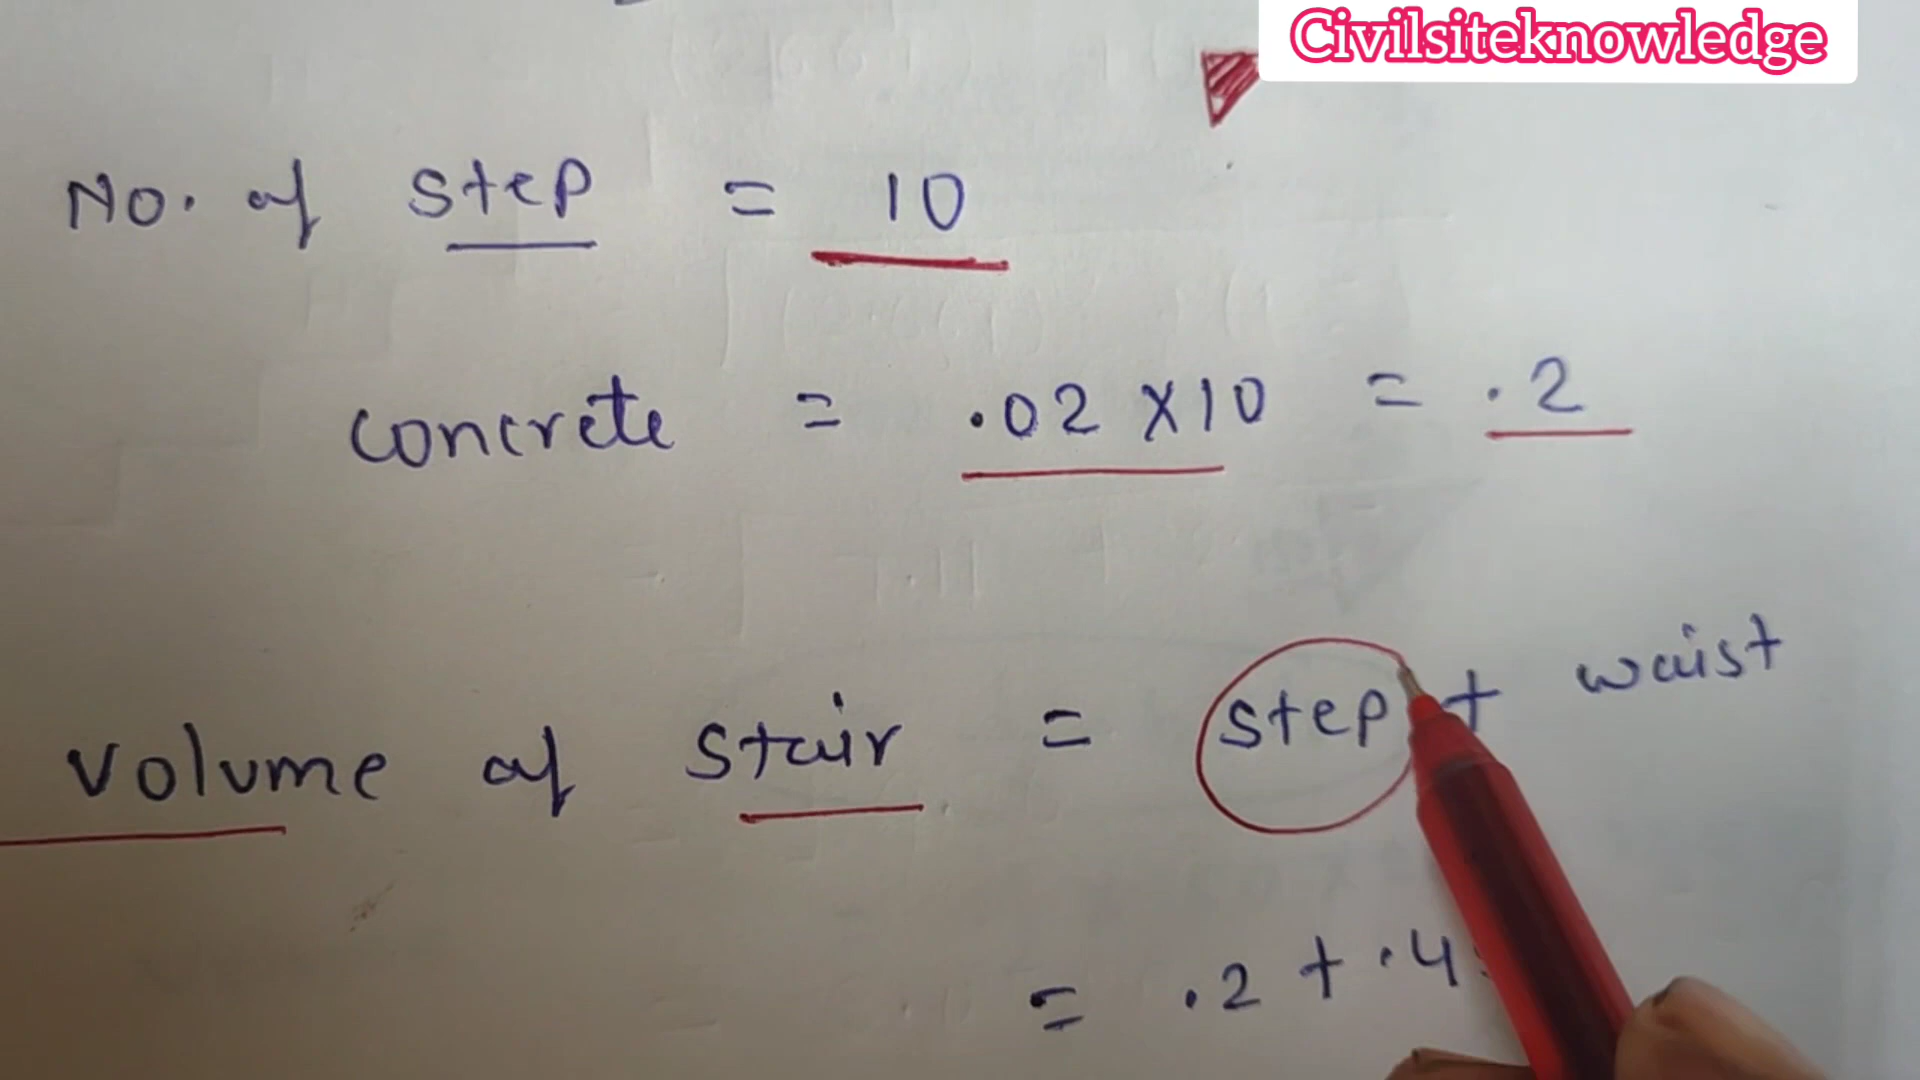 Civilsiteknowledge
No. of step = 10
concrete = .02 x 10 = .2
volume of stair = step + waist
= .2 + .4